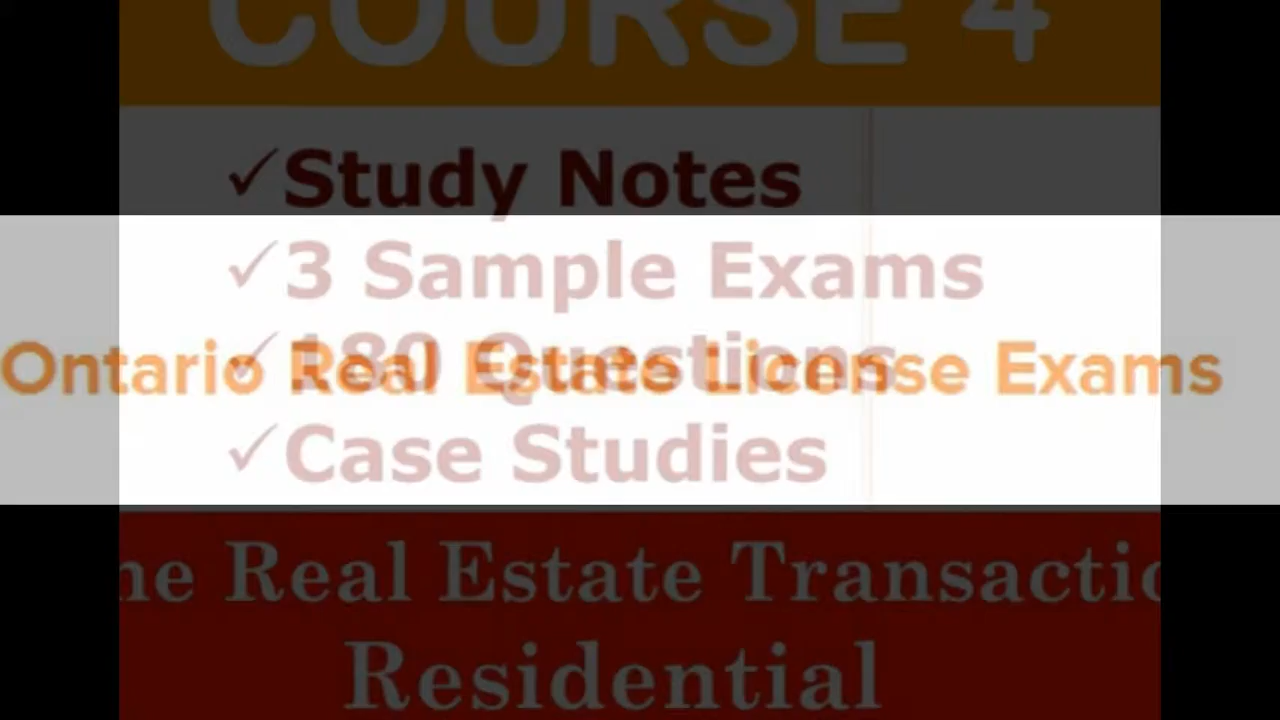 COURSE 4
✓Study Notes
✓3 Sample Exams
✓180 Questions
Ontario Real Estate License Exams
✓Case Studies
he Real Estate Transactio
Residential